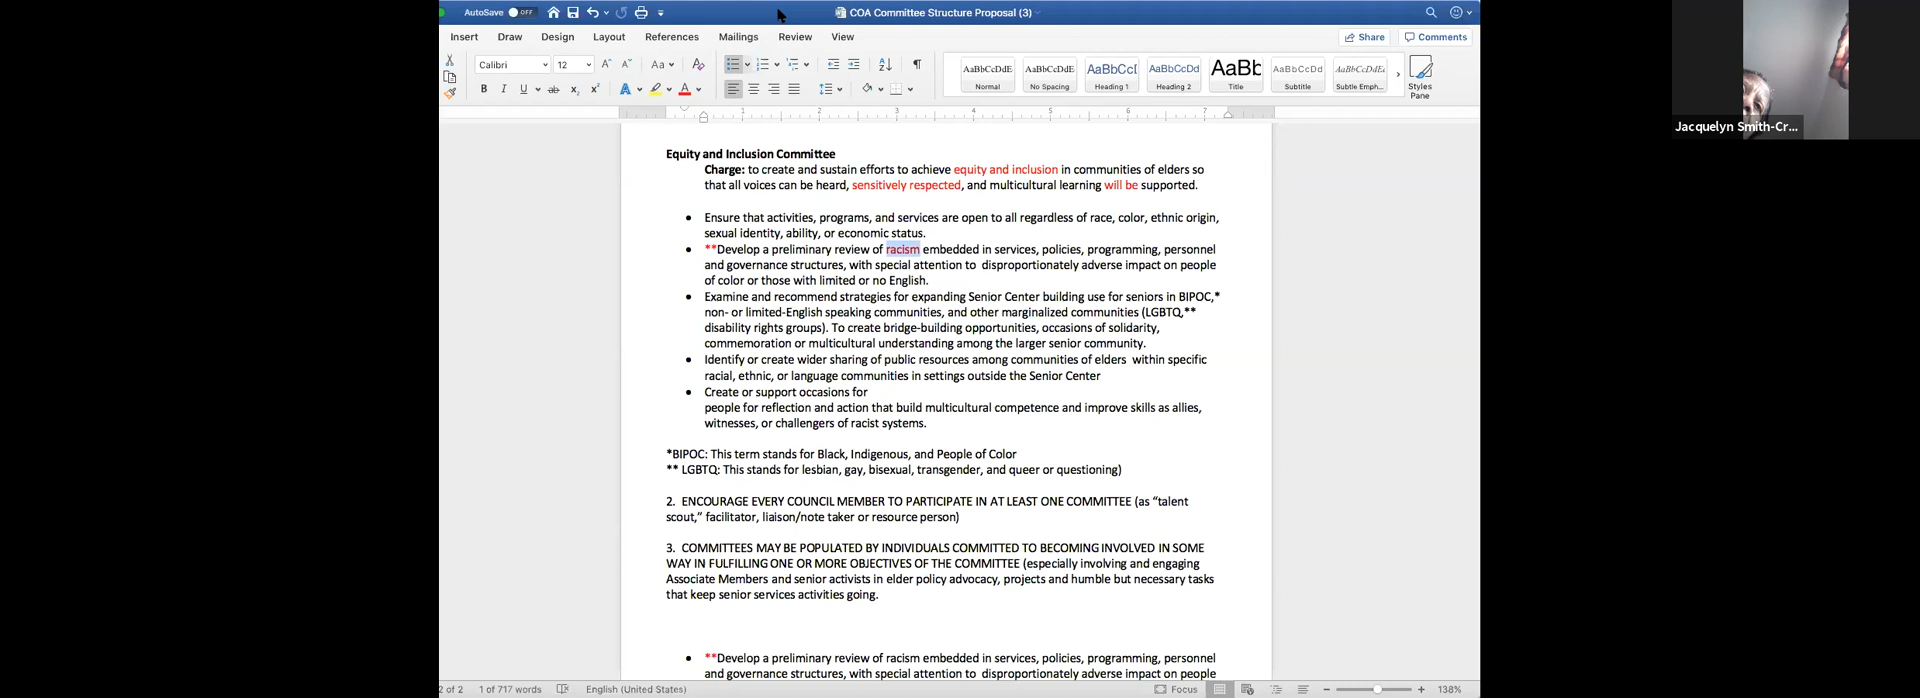 AutoSave OFF COA Committee Structure Proposal (3)
Insert Draw Design Layout References Mailings Review View Share Comments
Calibri 12 Aa AaBbCcDdE AaBbCcDdE AaBbCcI AaBbCcDd AaBb AaBbCcDd AaBbCcDdE
Normal No Spacing Heading 1 Heading 2 Title Subtitle Subtle Emph... Styles Pane
B I U ab x₂ x² A A
1 2 3 4 5 6 7
Equity and Inclusion Committee
Charge: to create and sustain efforts to achieve equity and inclusion in communities of elders so
that all voices can be heard, sensitively respected, and multicultural learning will be supported.
• Ensure that activities, programs, and services are open to all regardless of race, color, ethnic origin,
sexual identity, ability, or economic status.
• **Develop a preliminary review of racism embedded in services, policies, programming, personnel
and governance structures, with special attention to disproportionately adverse impact on people
of color or those with limited or no English.
• Examine and recommend strategies for expanding Senior Center building use for seniors in BIPOC,*
non- or limited-English speaking communities, and other marginalized communities (LGBTQ,**
disability rights groups). To create bridge-building opportunities, occasions of solidarity,
commemoration or multicultural understanding among the larger senior community.
• Identify or create wider sharing of public resources among communities of elders within specific
racial, ethnic, or language communities in settings outside the Senior Center
• Create or support occasions for
people for reflection and action that build multicultural competence and improve skills as allies,
witnesses, or challengers of racist systems.
*BIPOC: This term stands for Black, Indigenous, and People of Color
** LGBTQ: This stands for lesbian, gay, bisexual, transgender, and queer or questioning)
2. ENCOURAGE EVERY COUNCIL MEMBER TO PARTICIPATE IN AT LEAST ONE COMMITTEE (as “talent
scout,” facilitator, liaison/note taker or resource person)
3. COMMITTEES MAY BE POPULATED BY INDIVIDUALS COMMITTED TO BECOMING INVOLVED IN SOME
WAY IN FULFILLING ONE OR MORE OBJECTIVES OF THE COMMITTEE (especially involving and engaging
Associate Members and senior activists in elder policy advocacy, projects and humble but necessary tasks
that keep senior services activities going.
• **Develop a preliminary review of racism embedded in services, policies, programming, personnel
and governance structures, with special attention to disproportionately adverse impact on people
2 of 2 1 of 717 words English (United States) Focus 138%
Jacquelyn Smith-Cr...